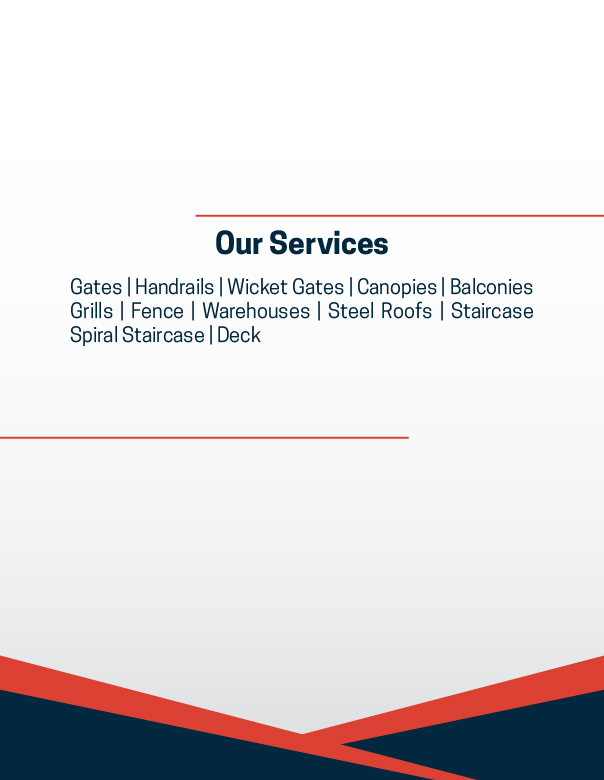 Our Services
Gates | Handrails | Wicket Gates | Canopies | Balconies
Grills | Fence | Warehouses | Steel Roofs | Staircase
Spiral Staircase | Deck